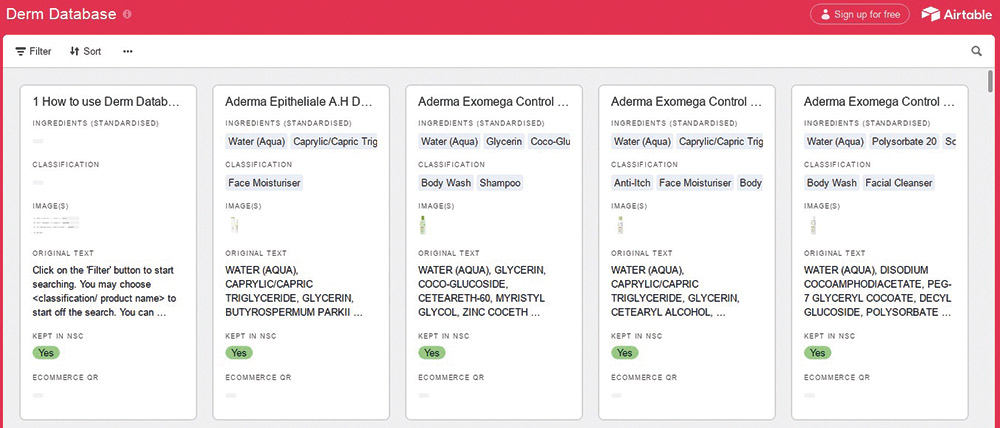 Derm Database
Sign up for free
Airtable
Filter
Sort
1 How to use Derm Datab…
CLASSIFICATION
INGREDIENTS (STANDARDISED)
IMAGE(S)
ORIGINAL TEXT
Click on the 'Filter' button to start
searching. You may choose
<classification/ product name> to
start off the search. You can …
KEPT IN NSC
Yes
ECOMMERCE QR
Aderma Epitheliale A.H D…
INGREDIENTS (STANDARDISED)
Water (Aqua) Caprylic/Capric Trig
CLASSIFICATION
Face Moisturiser
IMAGE(S)
ORIGINAL TEXT
WATER (AQUA),
CAPRYLIC/CAPRIC
TRIGLYCERIDE, GLYCERIN,
BUTYROSPERMUM PARKII …
KEPT IN NSC
Yes
ECOMMERCE QR
Aderma Exomega Control …
INGREDIENTS (STANDARDISED)
Water (Aqua) Glycerin Coco-Glu
CLASSIFICATION
Body Wash Shampoo
IMAGE(S)
ORIGINAL TEXT
WATER (AQUA), GLYCERIN,
COCO-GLUCOSIDE,
CETEARETH-60, MYRISTYL
GLYCOL, ZINC COCETH …
KEPT IN NSC
Yes
ECOMMERCE QR
Aderma Exomega Control …
INGREDIENTS (STANDARDISED)
Water (Aqua) Caprylic/Capric Trig
CLASSIFICATION
Anti-Itch Face Moisturiser Body
IMAGE(S)
ORIGINAL TEXT
WATER (AQUA),
CAPRYLIC/CAPRIC
TRIGLYCERIDE, GLYCERIN,
CETEARYL ALCOHOL, …
KEPT IN NSC
Yes
ECOMMERCE QR
Aderma Exomega Control …
INGREDIENTS (STANDARDISED)
Water (Aqua) Polysorbate 20 So
CLASSIFICATION
Body Wash Facial Cleanser
IMAGE(S)
ORIGINAL TEXT
WATER (AQUA), DISODIUM
COCOAMPHODIACETATE, PEG-
7 GLYCERYL COCOATE, DECYL
GLUCOSIDE, POLYSORBATE …
KEPT IN NSC
Yes
ECOMMERCE QR